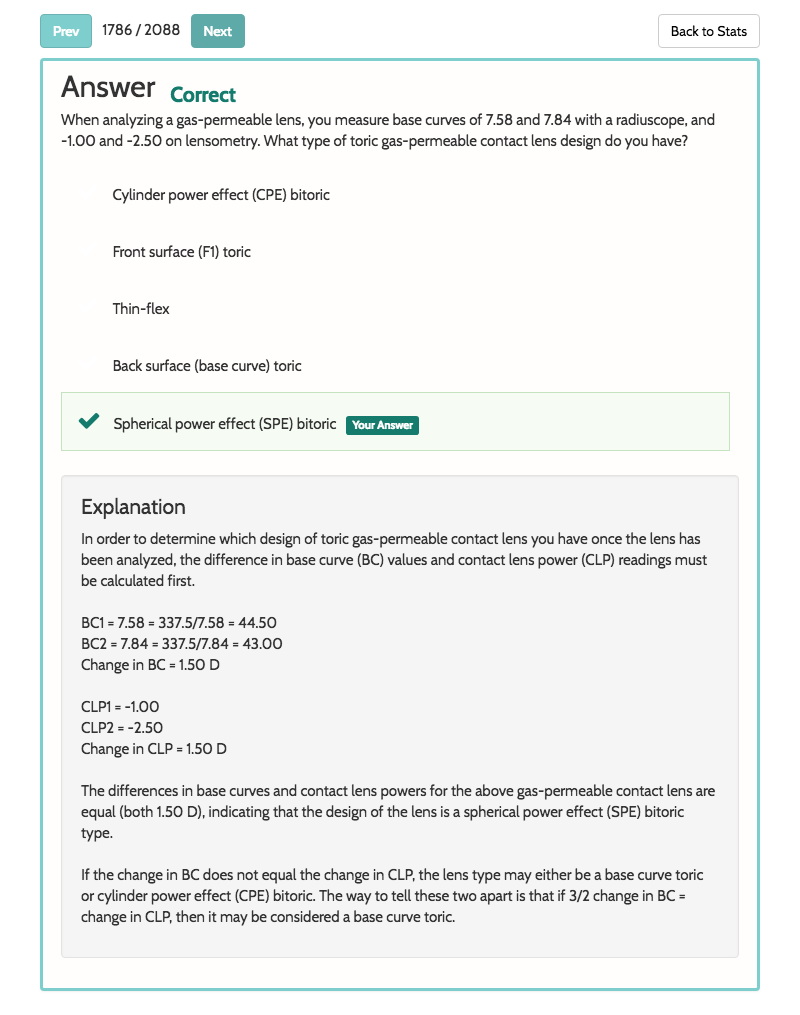 Prev 1786 / 2088 Next Back to Stats
Answer Correct
When analyzing a gas-permeable lens, you measure base curves of 7.58 and 7.84 with a radiuscope, and
-1.00 and -2.50 on lensometry. What type of toric gas-permeable contact lens design do you have?
Cylinder power effect (CPE) bitoric
Front surface (F1) toric
Thin-flex
Back surface (base curve) toric
Spherical power effect (SPE) bitoric Your Answer
Explanation
In order to determine which design of toric gas-permeable contact lens you have once the lens has
been analyzed, the difference in base curve (BC) values and contact lens power (CLP) readings must
be calculated first.
BC1 = 7.58 = 337.5/7.58 = 44.50
BC2 = 7.84 = 337.5/7.84 = 43.00
Change in BC = 1.50 D
CLP1 = -1.00
CLP2 = -2.50
Change in CLP = 1.50 D
The differences in base curves and contact lens powers for the above gas-permeable contact lens are
equal (both 1.50 D), indicating that the design of the lens is a spherical power effect (SPE) bitoric
type.
If the change in BC does not equal the change in CLP, the lens type may either be a base curve toric
or cylinder power effect (CPE) bitoric. The way to tell these two apart is that if 3/2 change in BC =
change in CLP, then it may be considered a base curve toric.